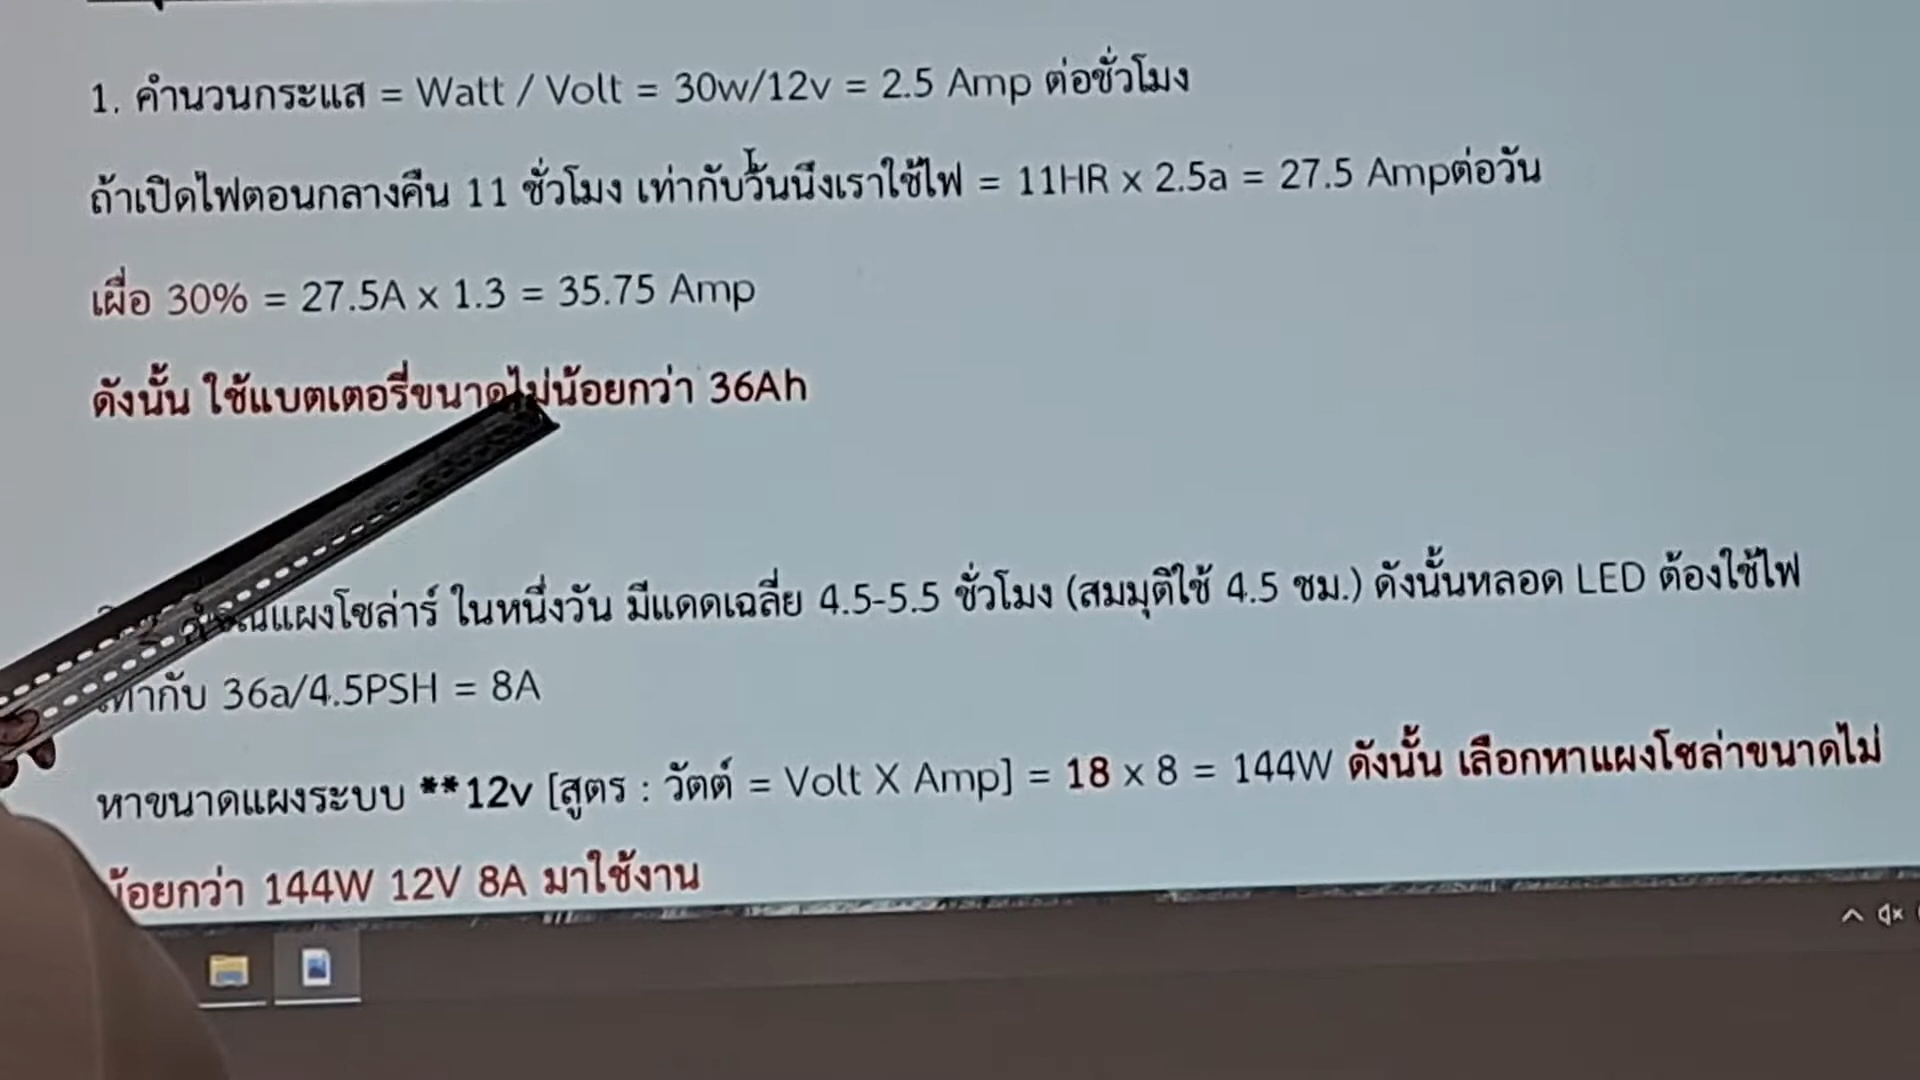 1. คำนวนกระแส = Watt / Volt = 30w/12v = 2.5 Amp ต่อชั่วโมง
ถ้าเปิดไฟตอนกลางคืน 11 ชั่วโมง เท่ากับวันนึงเราใช้ไฟ = 11HR x 2.5a = 27.5 Ampต่อวัน
เผื่อ 30% = 27.5A x 1.3 = 35.75 Amp
ดังนั้น ใช้แบตเตอรี่ขนาดไม่น้อยกว่า 36Ah
แผงโซล่าร์ ในหนึ่งวัน มีแดดเฉลี่ย 4.5-5.5 ชั่วโมง (สมมุติใช้ 4.5 ชม.) ดังนั้นหลอด LED ต้องใช้ไฟ
เท่ากับ 36a/4.5PSH = 8A
หาขนาดแผงระบบ **12v [สูตร : วัตต์ = Volt X Amp] = 18 x 8 = 144W ดังนั้น เลือกหาแผงโซล่าขนาดไม่
น้อยกว่า 144W 12V 8A มาใช้งาน